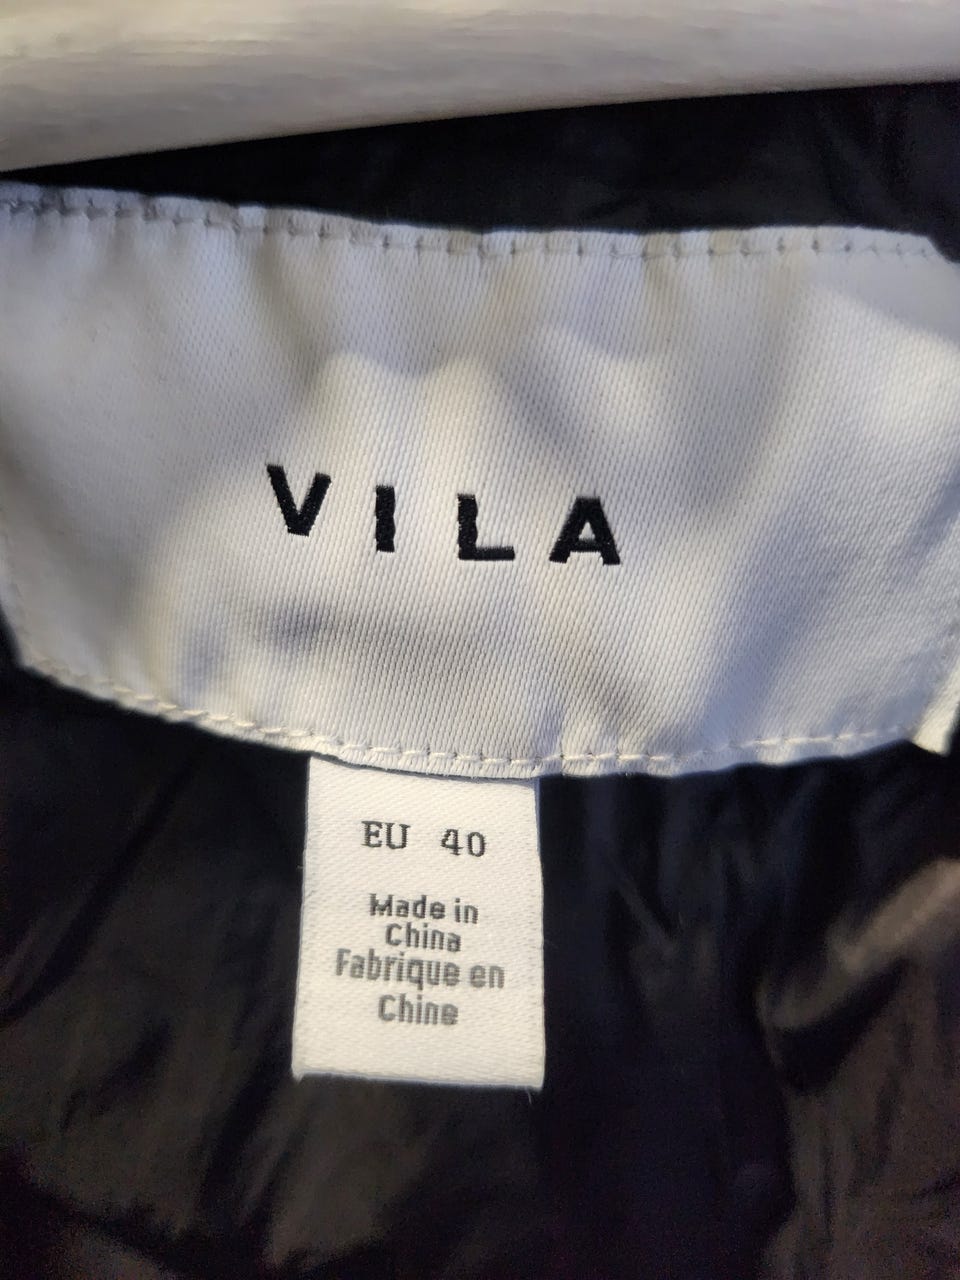 VILA
EU 40
Made in
China
Fabrique en
Chine